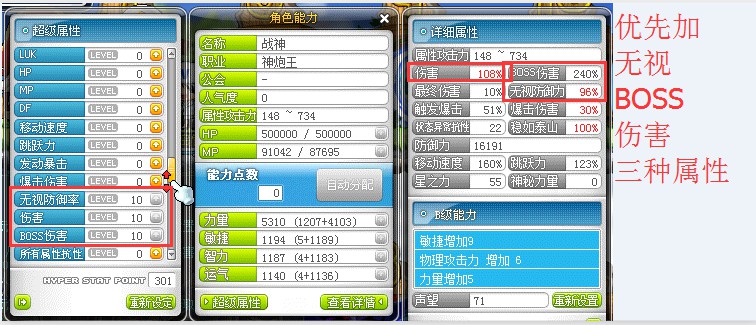 超级属性
LUK LEVEL 0
HP LEVEL 0
MP LEVEL 0
DF LEVEL 0
移动速度 LEVEL 0
跳跃力 LEVEL 0
发动暴击 LEVEL 0
爆击伤害 LEVEL 0
无视防御率 LEVEL 10
伤害 LEVEL 10
BOSS伤害 LEVEL 10
所有属性抗性 LEVEL 0
HYPER STAT POINT 301
重新设定
角色能力
名称 战神
职业 神炮王
公会 -
人气度 0
属性攻击力 148 ~ 734
HP 500000 / 500000
MP 91042 / 87695
能力点数
0
自动分配
力量 5310 (1207+4103)
敏捷 1194 (5+1189)
智力 1187 (4+1183)
运气 1140 (4+1136)
超级属性 查看详情
详细属性
属性攻击力 148 ~ 734
伤害 108% BOSS伤害 240%
最终伤害 10% 无视防御力 96%
触发爆击 51% 爆击伤害 30%
状态异常抗性 22 稳如泰山 100%
防御力 16191
移动速度 160% 跳跃力 123%
星之力 55 神秘力量 0
B级能力
敏捷增加9
物理攻击力 增加 6
力量增加5
声望 71 重新设置
优先加
无视
BOSS
伤害
三种属性